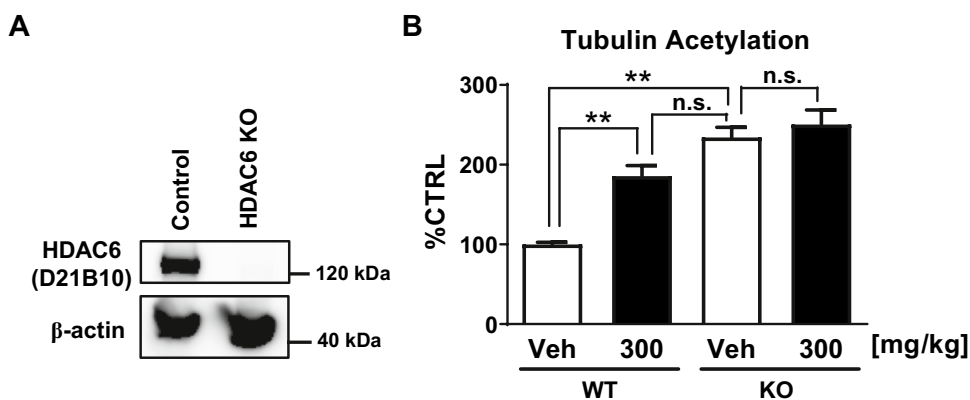 A
Control
HDAC6 KO
HDAC6
(D21B10)
120 kDa
β-actin
40 kDa
B
Tubulin Acetylation
%CTRL
300
200
100
0
**
**
n.s.
n.s.
Veh 300 Veh 300 [mg/kg]
WT KO